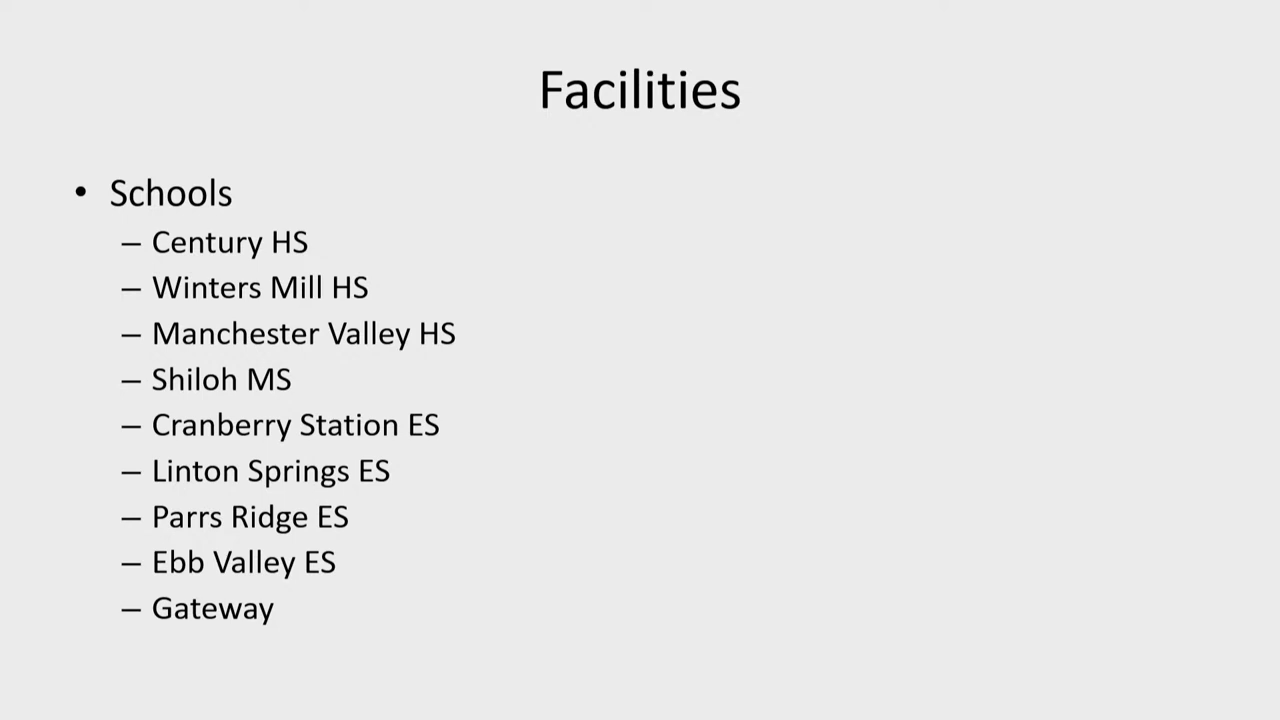 Facilities
• Schools
– Century HS
– Winters Mill HS
– Manchester Valley HS
– Shiloh MS
– Cranberry Station ES
– Linton Springs ES
– Parrs Ridge ES
– Ebb Valley ES
– Gateway